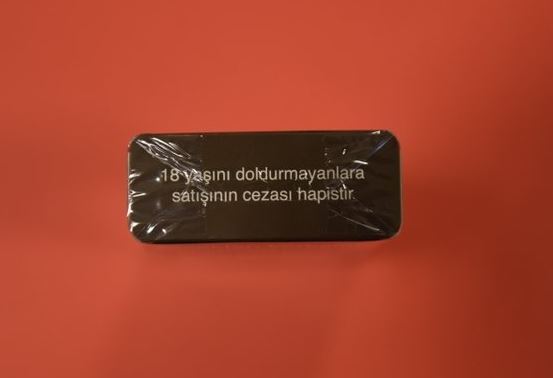 18 yaşını doldurmayanlara
satışının cezası hapistir.